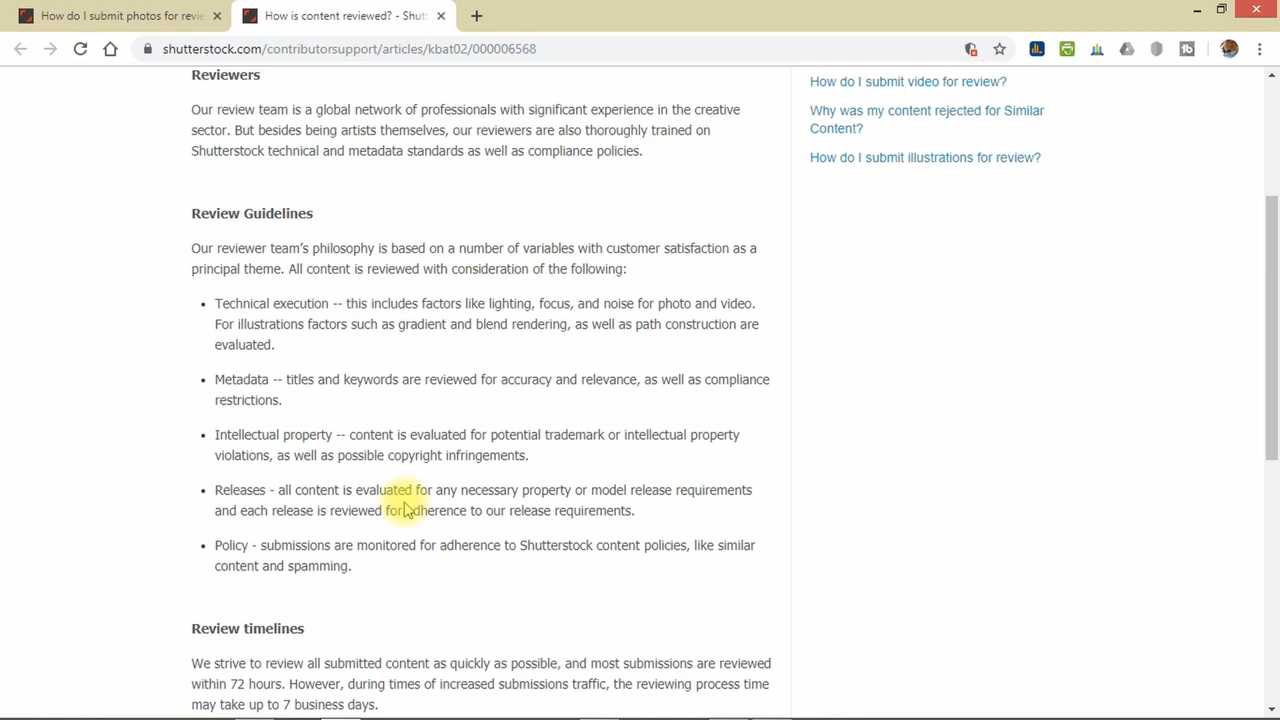 How do I submit photos for revie
How is content reviewed? - Shutt
shutterstock.com/contributorsupport/articles/kbat02/000006568
Reviewers
Our review team is a global network of professionals with significant experience in the creative
sector. But besides being artists themselves, our reviewers are also thoroughly trained on
Shutterstock technical and metadata standards as well as compliance policies.
Review Guidelines
Our reviewer team's philosophy is based on a number of variables with customer satisfaction as a
principal theme. All content is reviewed with consideration of the following:
• Technical execution -- this includes factors like lighting, focus, and noise for photo and video.
For illustrations factors such as gradient and blend rendering, as well as path construction are
evaluated.
• Metadata -- titles and keywords are reviewed for accuracy and relevance, as well as compliance
restrictions.
• Intellectual property -- content is evaluated for potential trademark or intellectual property
violations, as well as possible copyright infringements.
• Releases - all content is evaluated for any necessary property or model release requirements
and each release is reviewed for adherence to our release requirements.
• Policy - submissions are monitored for adherence to Shutterstock content policies, like similar
content and spamming.
Review timelines
We strive to review all submitted content as quickly as possible, and most submissions are reviewed
within 72 hours. However, during times of increased submissions traffic, the reviewing process time
may take up to 7 business days.
How do I submit video for review?
Why was my content rejected for Similar
Content?
How do I submit illustrations for review?